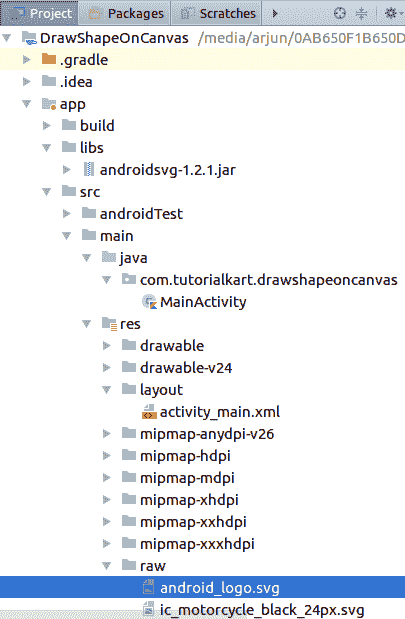 Project Packages Scratches
DrawShapeOnCanvas /media/arjun/0AB650F1B650D
.gradle
.idea
app
build
libs
androidsvg-1.2.1.jar
src
androidTest
main
java
com.tutorialkart.drawshapeoncanvas
MainActivity
res
drawable
drawable-v24
layout
activity_main.xml
mipmap-anydpi-v26
mipmap-hdpi
mipmap-mdpi
mipmap-xhdpi
mipmap-xxhdpi
mipmap-xxxhdpi
raw
android_logo.svg
ic_motorcycle_black_24px.svg